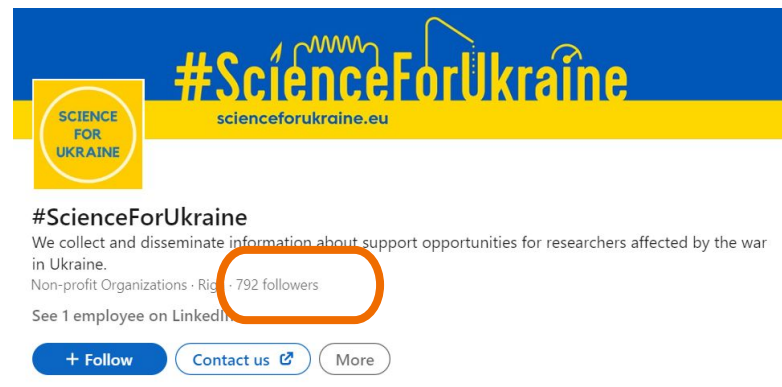 #ScienceForUkraine
scienceforukraine.eu
SCIENCE
FOR
UKRAINE
#ScienceForUkraine
We collect and disseminate information about support opportunities for researchers affected by the war
in Ukraine.
Non-profit Organizations · · 792 followers
See 1 employee on
+ Follow
Contact us
More